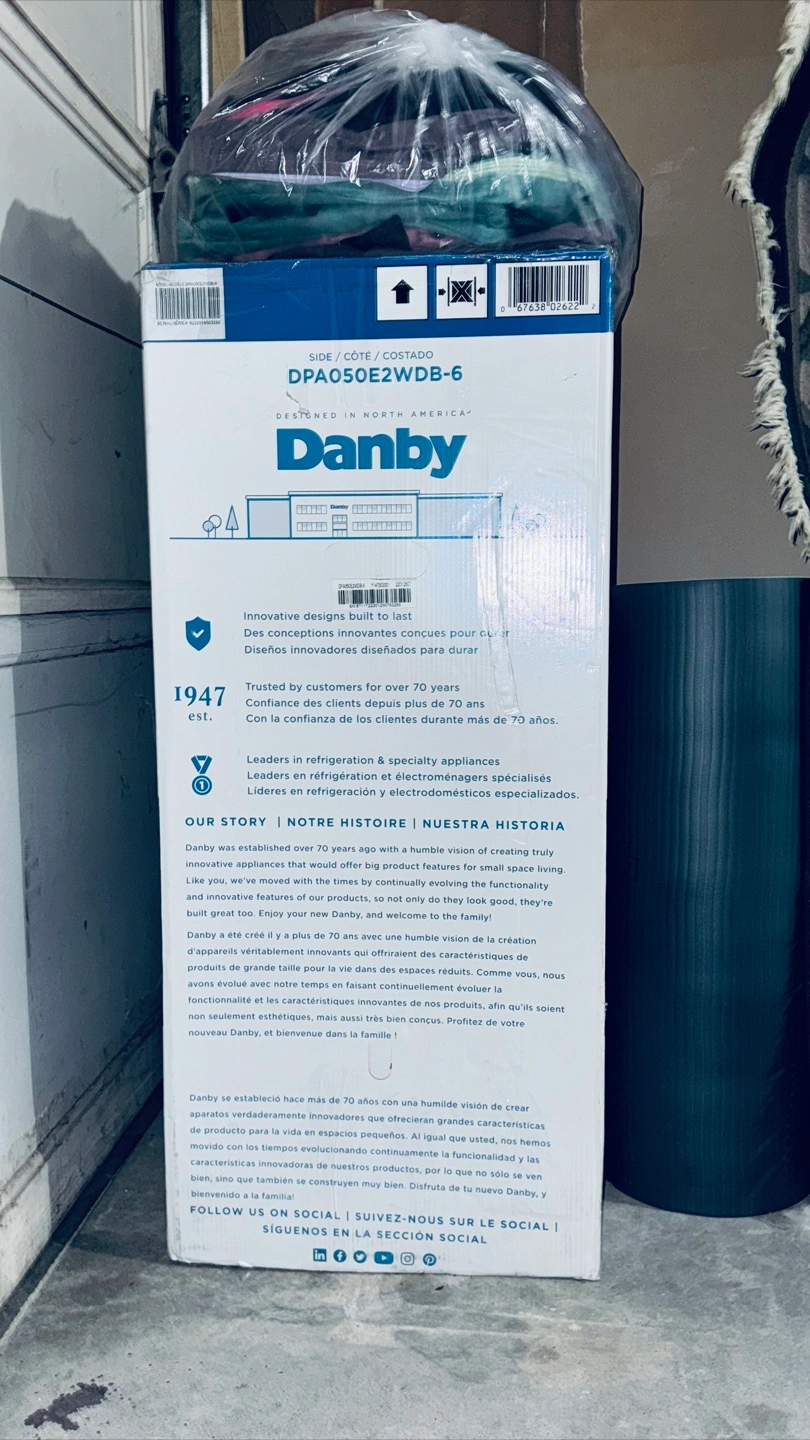 0 67638 02622 2
SIDE / CÔTÉ / COSTADO
DPA050E2WDB-6
DESIGNED IN NORTH AMERICA
Danby
Danby
Innovative designs built to last
Des conceptions innovantes conçues pour durer
Diseños innovadores diseñados para durar
1947
est.
Trusted by customers for over 70 years
Confiance des clients depuis plus de 70 ans
Con la confianza de los clientes durante más de 70 años.
1
Leaders in refrigeration & specialty appliances
Leaders en réfrigération et électroménagers spécialisés
Líderes en refrigeración y electrodomésticos especializados.
OUR STORY | NOTRE HISTOIRE | NUESTRA HISTORIA
Danby was established over 70 years ago with a humble vision of creating truly
innovative appliances that would offer big product features for small space living.
Like you, we've moved with the times by continually evolving the functionality
and innovative features of our products, so not only do they look good, they're
built great too. Enjoy your new Danby, and welcome to the family!
Danby a été créé il y a plus de 70 ans avec une humble vision de la création
d'appareils véritablement innovants qui offriraient des caractéristiques de
produits de grande taille pour la vie dans des espaces réduits. Comme vous, nous
avons évolué avec notre temps en faisant continuellement évoluer la
fonctionnalité et les caractéristiques innovantes de nos produits, afin qu'ils soient
non seulement esthétiques, mais aussi très bien conçus. Profitez de votre
nouveau Danby, et bienvenue dans la famille !
Danby se estableció hace más de 70 años con una humilde visión de crear
aparatos verdaderamente innovadores que ofrecieran grandes características
de producto para la vida en espacios pequeños. Al igual que usted, nos hemos
movido con los tiempos evolucionando continuamente la funcionalidad y las
características innovadoras de nuestros productos, por lo que no sólo se ven
bien, sino que también se construyen muy bien. Disfruta de tu nuevo Danby, y
bienvenido a la familia!
FOLLOW US ON SOCIAL | SUIVEZ-NOUS SUR LE SOCIAL |
SÍGUENOS EN LA SECCIÓN SOCIAL